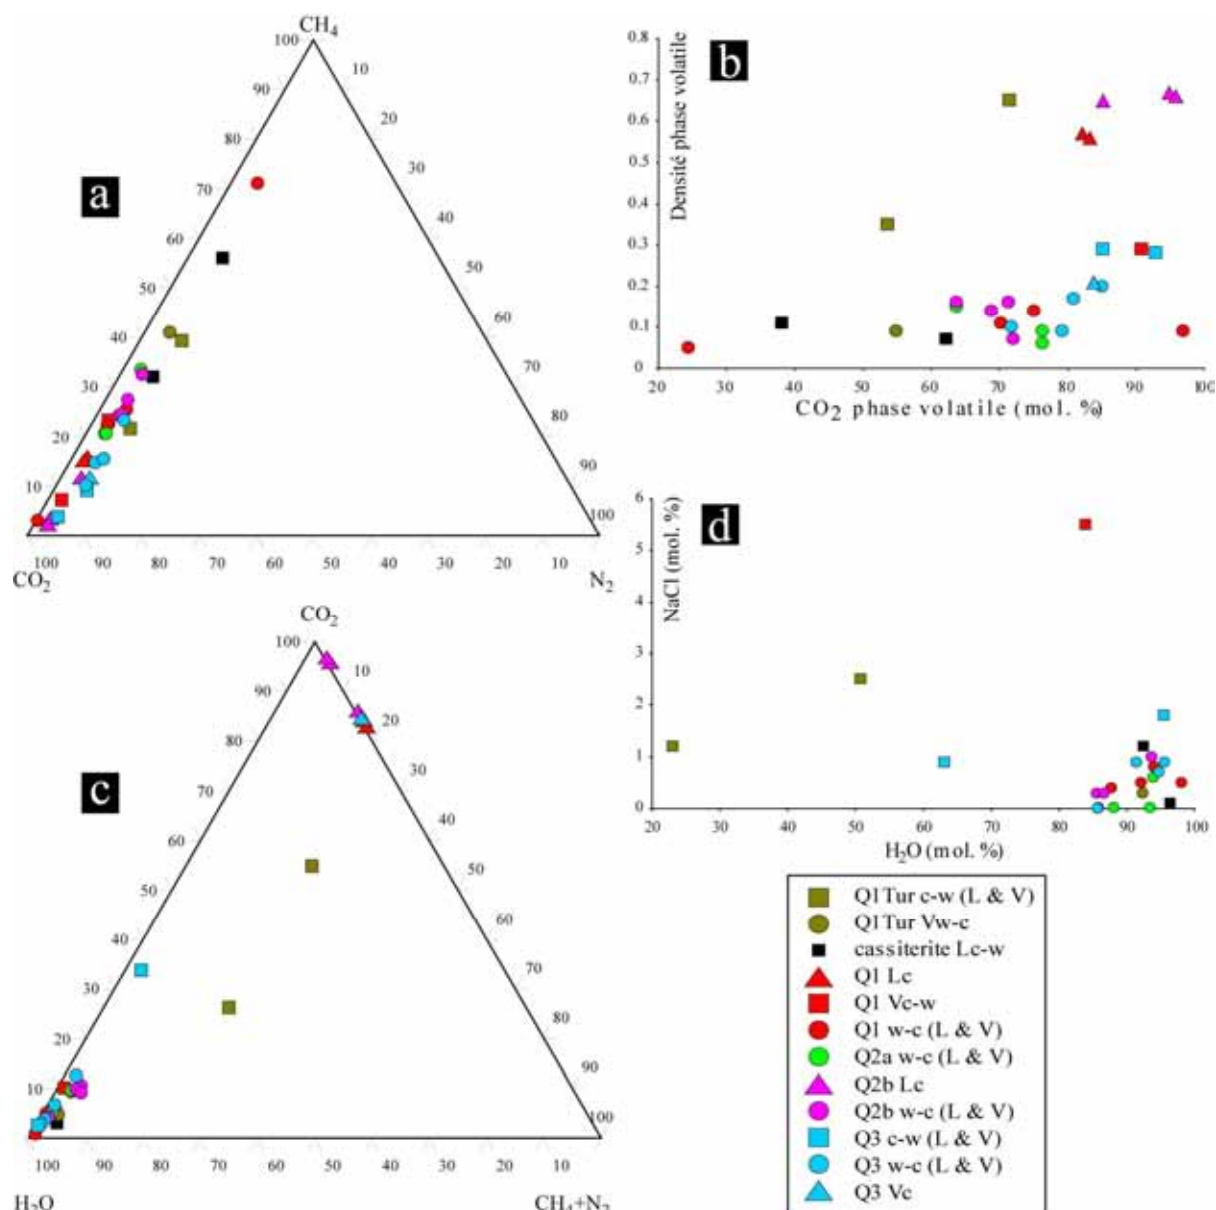 a
CH4
100
90
80
70
60
50
40
30
20
10
10
20
30
40
50
60
70
80
90
100
100 90 80 70 60 50 40 30 20 10
CO2
N2
b
Densité phase volatile
0.8
0.7
0.6
0.5
0.4
0.3
0.2
0.1
0
20 30 40 50 60 70 80 90 100
CO2 phase volatile (mol. %)
c
CO2
100
90
80
70
60
50
40
30
20
10
10
20
30
40
50
60
70
80
90
100
100 90 80 70 60 50 40 30 20 10
H2O
CH4+N2
d
NaCl (mol. %)
6
5
4
3
2
1
0
20 30 40 50 60 70 80 90 100
H2O (mol. %)
Q1Tur c-w (L & V)
Q1Tur Vw-c
cassiterite Lc-w
Q1 Lc
Q1 Vc-w
Q1 w-c (L & V)
Q2a w-c (L & V)
Q2b Lc
Q2b w-c (L & V)
Q3 c-w (L & V)
Q3 w-c (L & V)
Q3 Vc